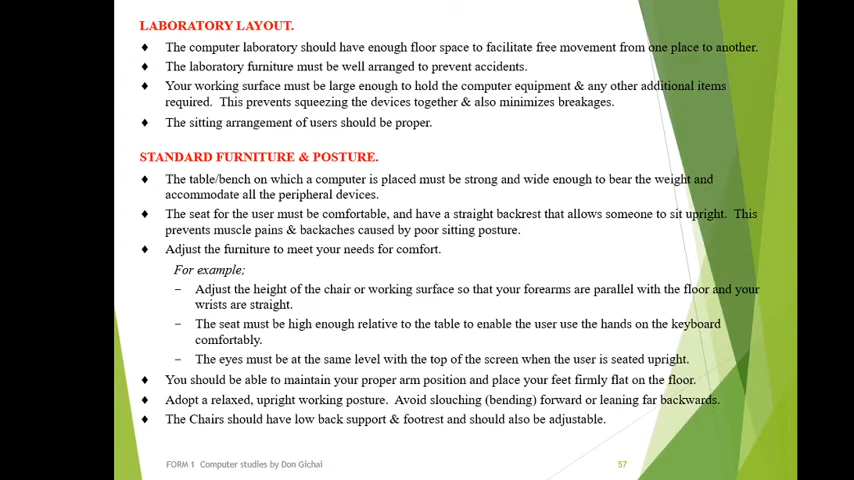 LABORATORY LAYOUT.
♦ The computer laboratory should have enough floor space to facilitate free movement from one place to another.
♦ The laboratory furniture must be well arranged to prevent accidents.
♦ Your working surface must be large enough to hold the computer equipment & any other additional items
required. This prevents squeezing the devices together & also minimizes breakages.
♦ The sitting arrangement of users should be proper.
STANDARD FURNITURE & POSTURE.
♦ The table/bench on which a computer is placed must be strong and wide enough to bear the weight and
accommodate all the peripheral devices.
♦ The seat for the user must be comfortable, and have a straight backrest that allows someone to sit upright. This
prevents muscle pains & backaches caused by poor sitting posture.
♦ Adjust the furniture to meet your needs for comfort.
For example;
− Adjust the height of the chair or working surface so that your forearms are parallel with the floor and your
wrists are straight.
− The seat must be high enough relative to the table to enable the user use the hands on the keyboard
comfortably.
− The eyes must be at the same level with the top of the screen when the user is seated upright.
♦ You should be able to maintain your proper arm position and place your feet firmly flat on the floor.
♦ Adopt a relaxed, upright working posture. Avoid slouching (bending) forward or leaning far backwards.
♦ The Chairs should have low back support & footrest and should also be adjustable.
FORM 1 Computer studies by Don Gichai
57